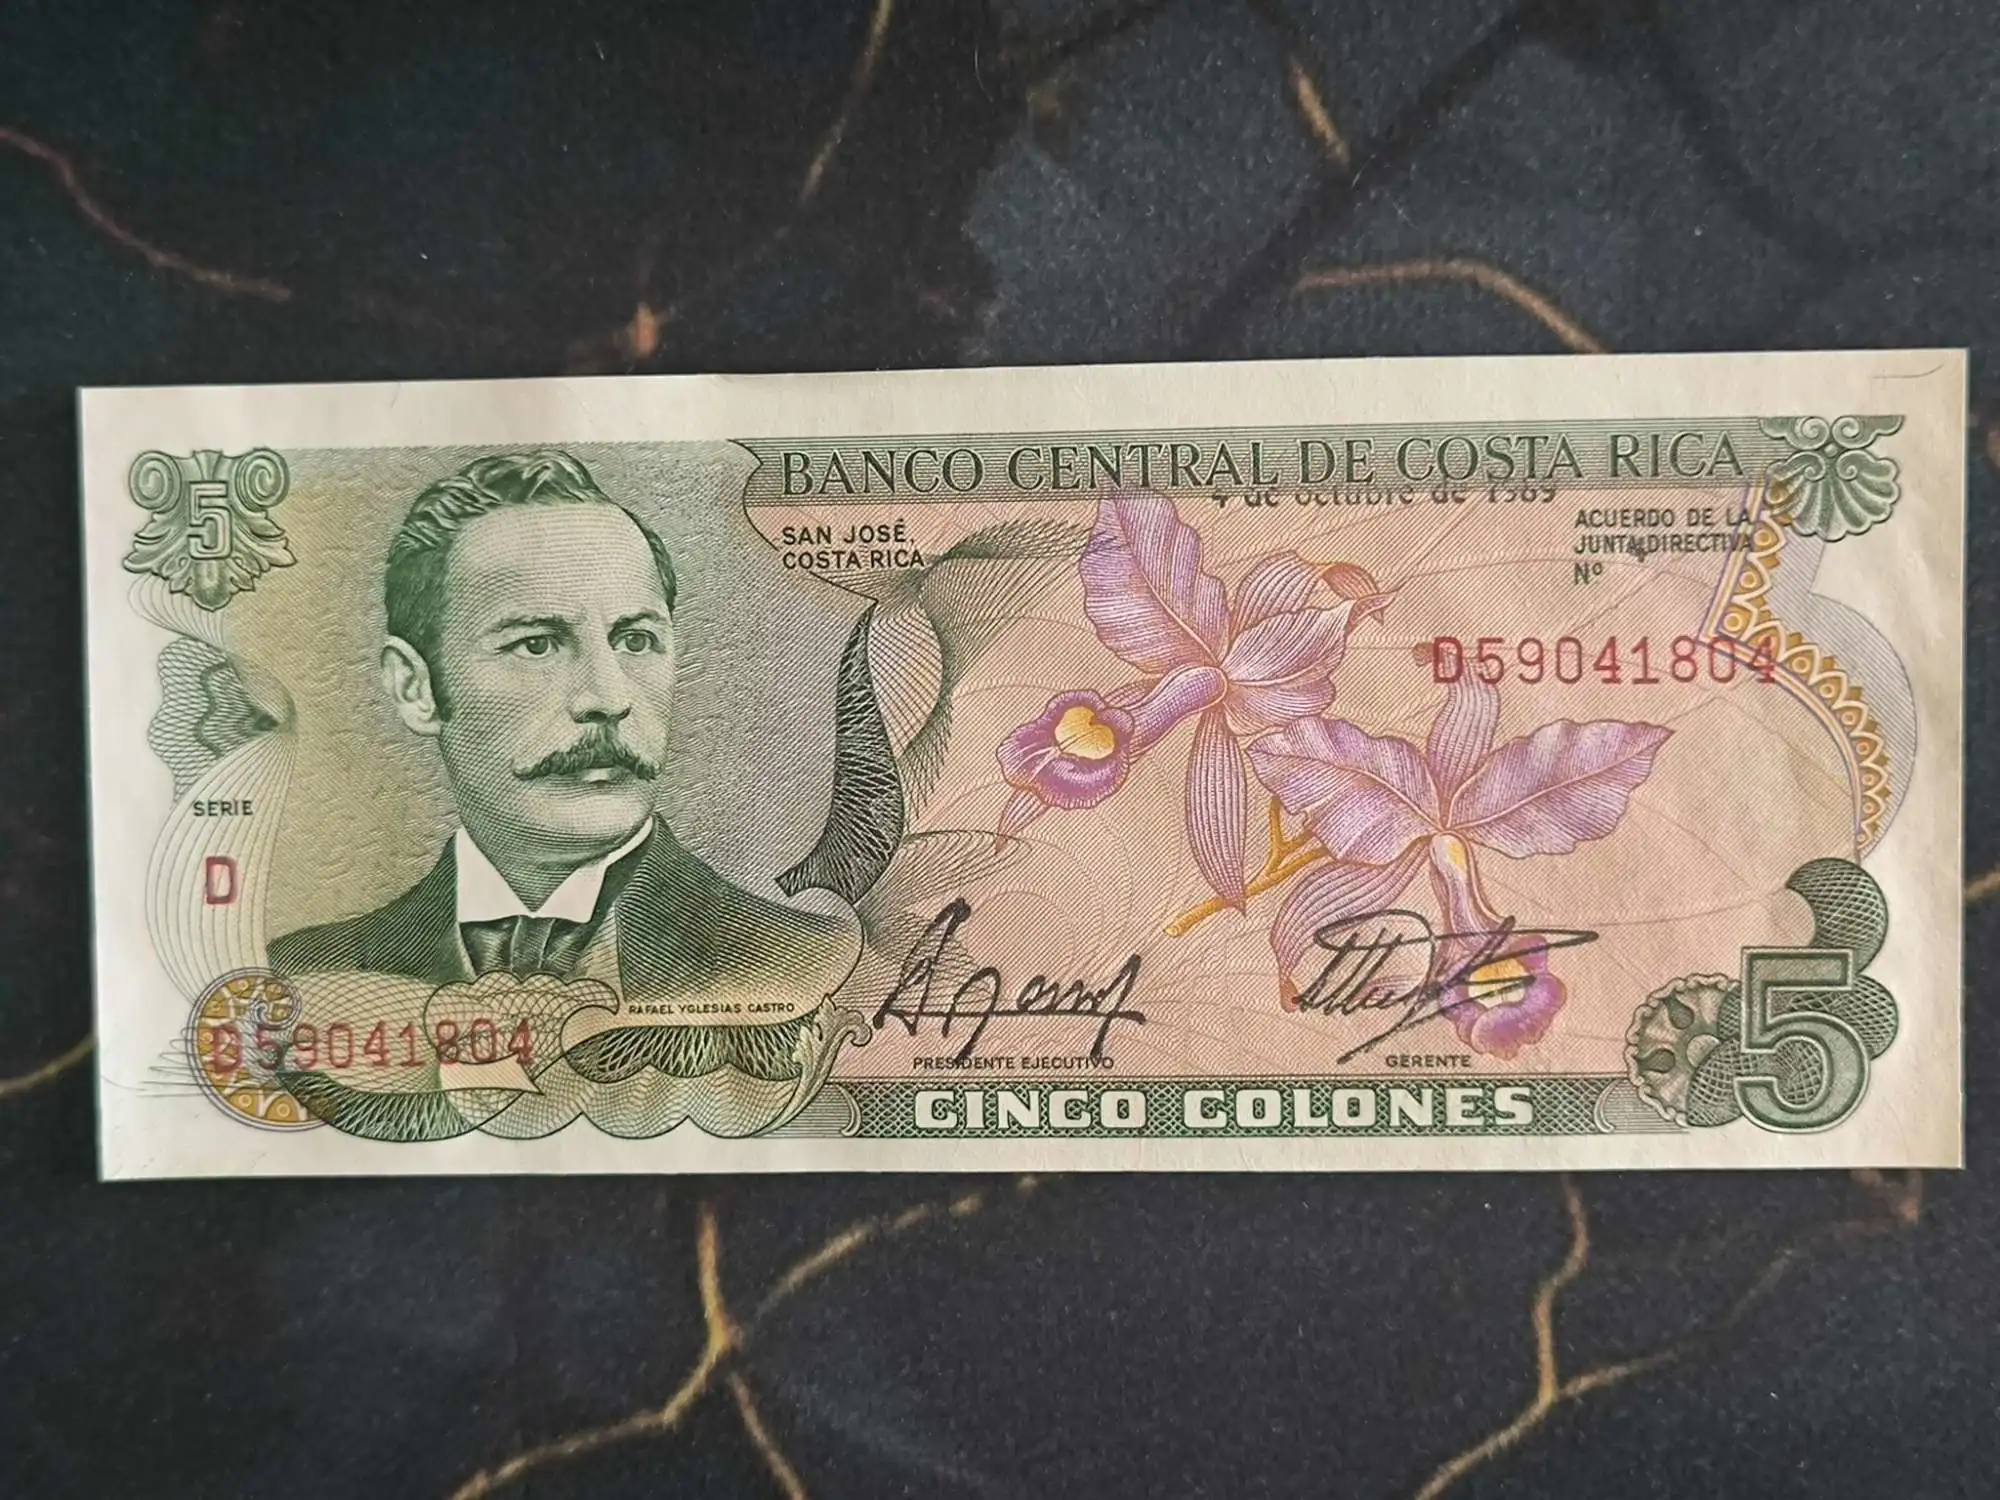 5
BANCO CENTRAL DE COSTA RICA
4 de octubre de 1989
SAN JOSÉ,
COSTA RICA
ACUERDO DE LA
JUNTA DIRECTIVA
Nº
D59041804
SERIE
D
RAFAEL YGLESIAS CASTRO
D59041804
PRESIDENTE EJECUTIVO
GERENTE
CINCO COLONES
5